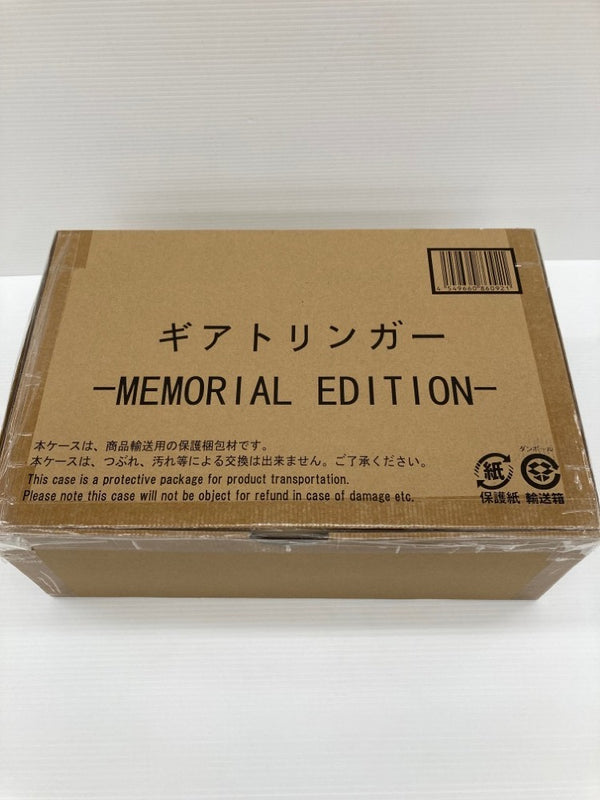 4 549660 860921
ギアトリンガー
-MEMORIAL EDITION-
本ケースは、商品輸送用の保護梱包材です。
本ケースは、つぶれ、汚れ等による交換は出来ません。ご了承ください。
This case is a protective package for product transportation.
Please note this case will not be object for refund in case of damage etc.
紙
保護紙
ダンボール
輸送箱